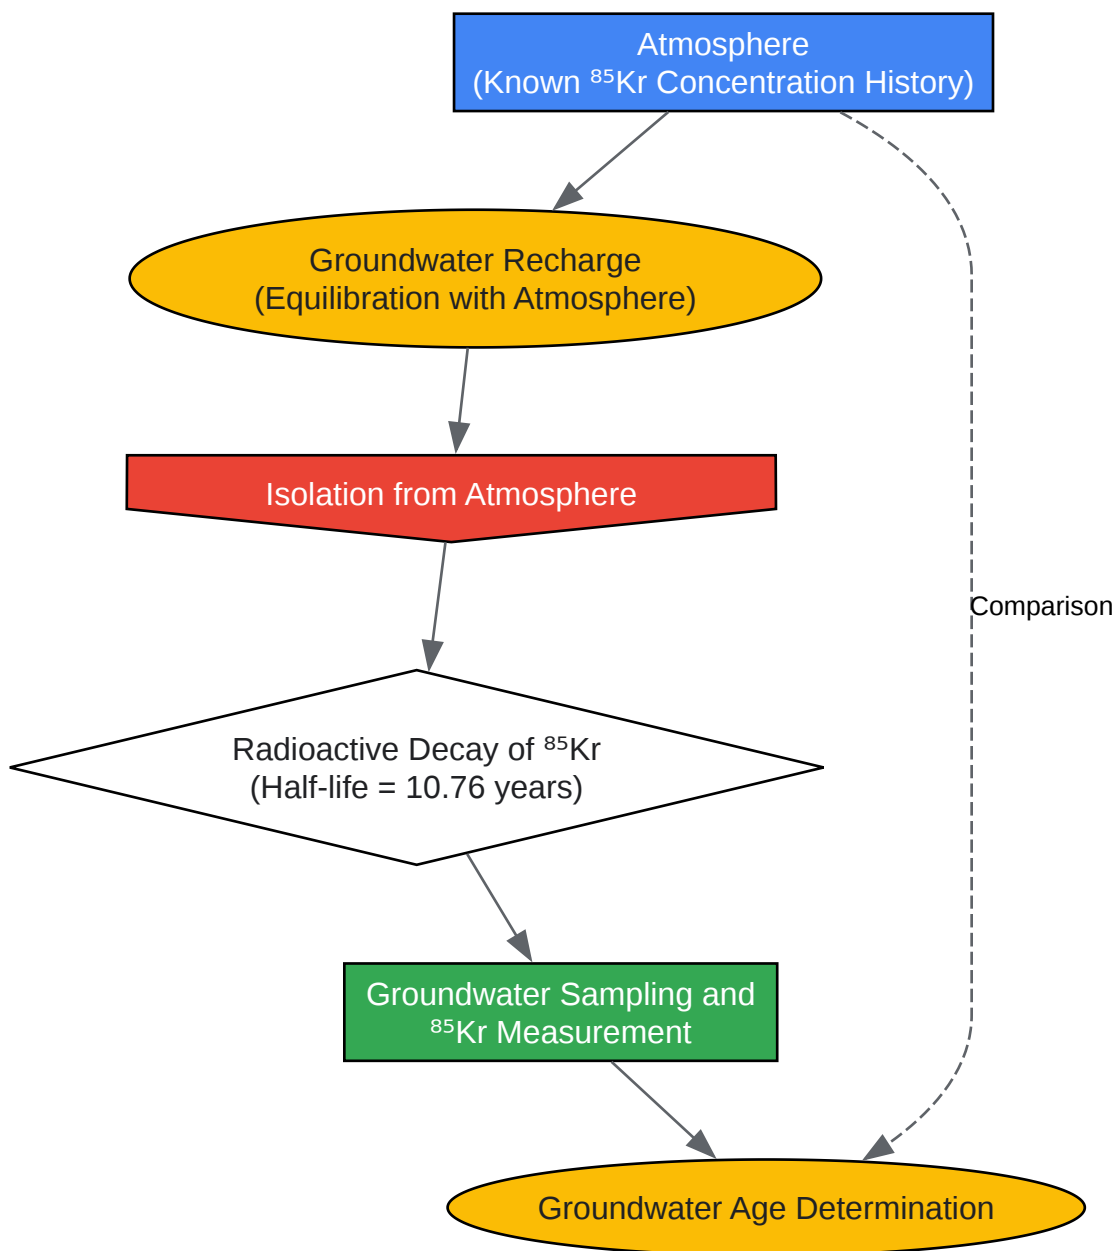 Atmosphere
(Known ⁸⁵Kr Concentration History)
Groundwater Recharge
(Equilibration with Atmosphere)
Isolation from Atmosphere
Comparison
Radioactive Decay of ⁸⁵Kr
(Half-life = 10.76 years)
Groundwater Sampling and
⁸⁵Kr Measurement
Groundwater Age Determination